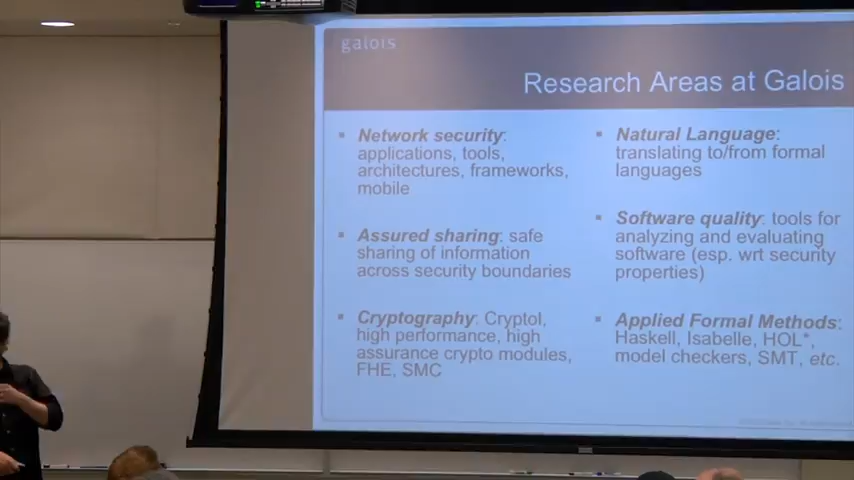 galois
Research Areas at Galois
▪ Network security:
applications, tools,
architectures, frameworks,
mobile
▪ Assured sharing: safe
sharing of information
across security boundaries
▪ Cryptography: Cryptol,
high performance, high
assurance crypto modules,
FHE, SMC
▪ Natural Language:
translating to/from formal
languages
▪ Software quality: tools for
analyzing and evaluating
software (esp. wrt security
properties)
▪ Applied Formal Methods:
Haskell, Isabelle, HOL*,
model checkers, SMT, etc.